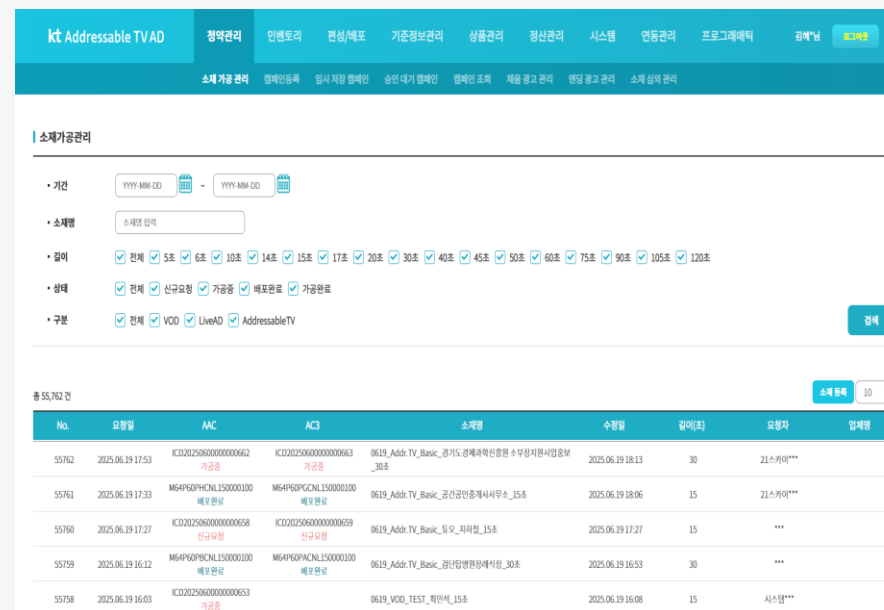 kt Addressable TV AD 청약관리 인벤토리 편성/배포 기준정보관리 상품관리 정산관리 시스템 연동관리 프로그래매틱 김혜*님 로그아웃
소재 가공 관리 캠페인등록 임시 저장 캠페인 승인 대기 캠페인 캠페인 조회 채움 광고 관리 엔딩 광고 관리 소재 심의 관리
소재가공관리
• 기간 YYYY-MM-DD ~ YYYY-MM-DD
• 소재명 소재명 입력
• 길이 전체 5초 6초 10초 14초 15초 17초 20초 30초 40초 45초 50초 60초 75초 90초 105초 120초
• 상태 전체 신규요청 가공중 배포완료 가공완료
• 구분 전체 VOD LiveAD AddressableTV 검색
총 55,762 건 소재 등록 10
No. 요청일 AAC AC3 소재명 수정일 길이(초) 요청자 업체명
55762 2025.06.19 17:53 ICD20250600000000662 ICD20250600000000663 0619_Addr.TV_Basic_경기도경제과학진흥원 소부장지원사업홍보 2025.06.19 18:13 30 21스카이***
가공중 가공중 _30초
55761 2025.06.19 17:33 M64P60PHCNL150000100 M64P60PGCNL150000100 0619_Addr.TV_Basic_공간공인중개사사무소_15초 2025.06.19 18:06 15 21스카이***
배포완료 배포완료
55760 2025.06.19 17:27 ICD20250600000000658 ICD20250600000000659 0619_Addr.TV_Basic_듀오_지하철_15초 2025.06.19 17:27 15 ***
신규요청 신규요청
55759 2025.06.19 16:12 M64P60PBCNL150000100 M64P60PACNL150000100 0619_Addr.TV_Basic_검단탑병원장례식장_30초 2025.06.19 16:53 30 ***
배포완료 배포완료
55758 2025.06.19 16:03 ICD20250600000000653 0619_VOD_TEST_최인석_15초 2025.06.19 16:08 15 시스템***
가공중